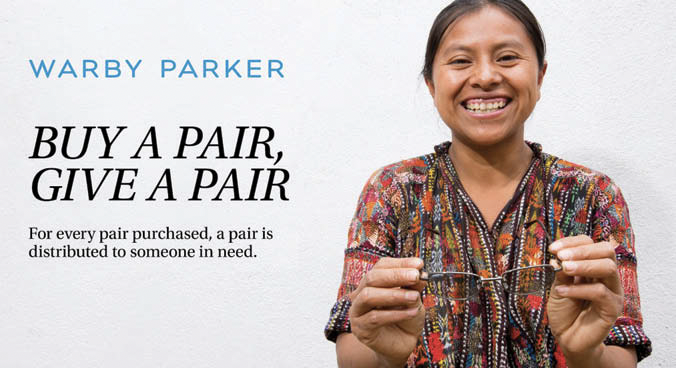 WARBY PARKER
BUY A PAIR,
GIVE A PAIR
For every pair purchased, a pair is
distributed to someone in need.